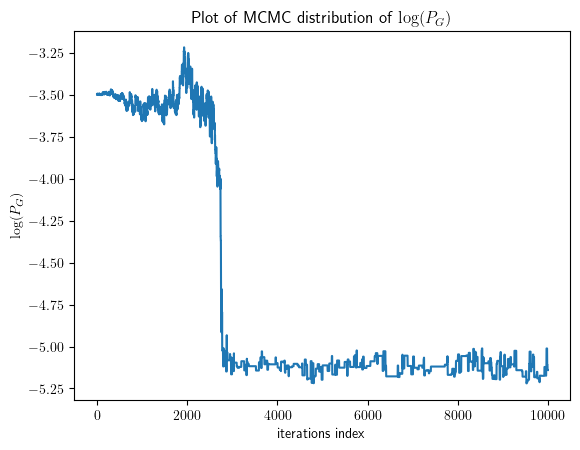 Plot of MCMC distribution of log(P_G)
log(P_G)
−3.25
−3.50
−3.75
−4.00
−4.25
−4.50
−4.75
−5.00
−5.25
0 2000 4000 6000 8000 10000
iterations index